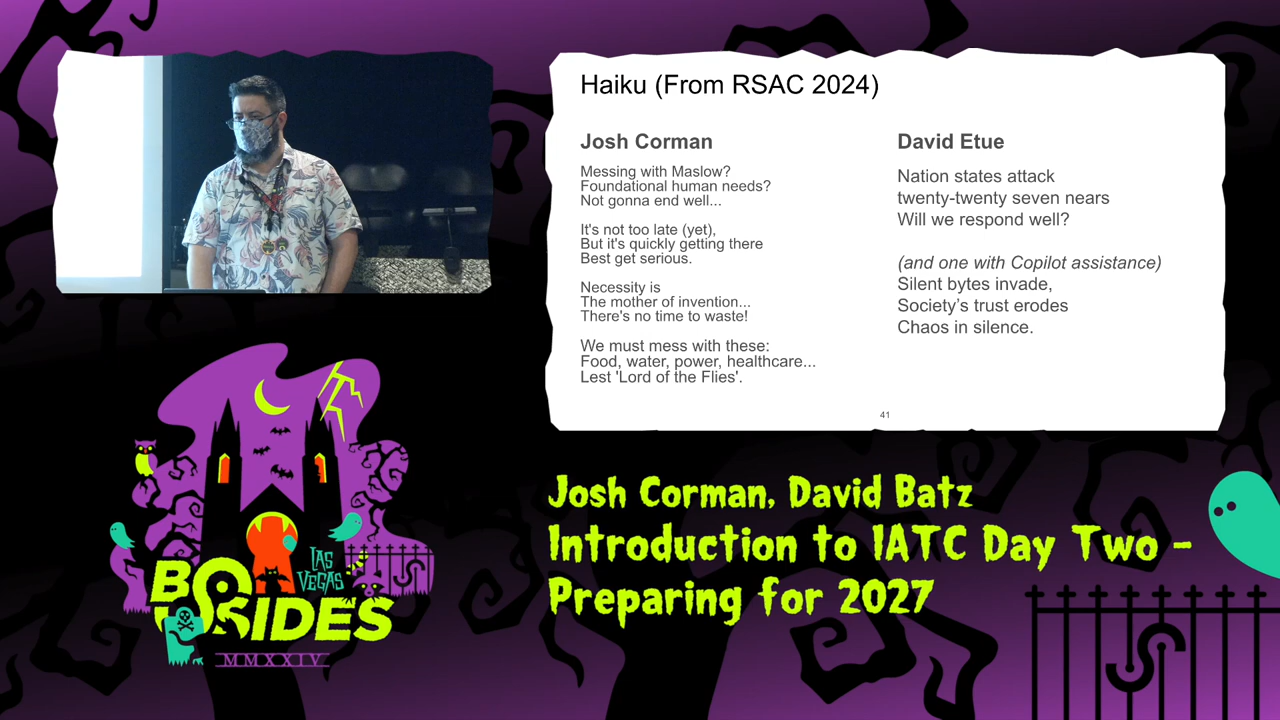 Haiku (From RSAC 2024)
Josh Corman
Messing with Maslow?
Foundational human needs?
Not gonna end well...
It's not too late (yet),
But it's quickly getting there
Best get serious.
Necessity is
The mother of invention...
There's no time to waste!
We must mess with these:
Food, water, power, healthcare...
Lest 'Lord of the Flies'.
David Etue
Nation states attack
twenty-twenty seven nears
Will we respond well?
(and one with Copilot assistance)
Silent bytes invade,
Society’s trust erodes
Chaos in silence.
41
LAS
VEGAS
BSIDES
MMXXIV
Josh Corman, David Batz
Introduction to IATC Day Two -
Preparing for 2027